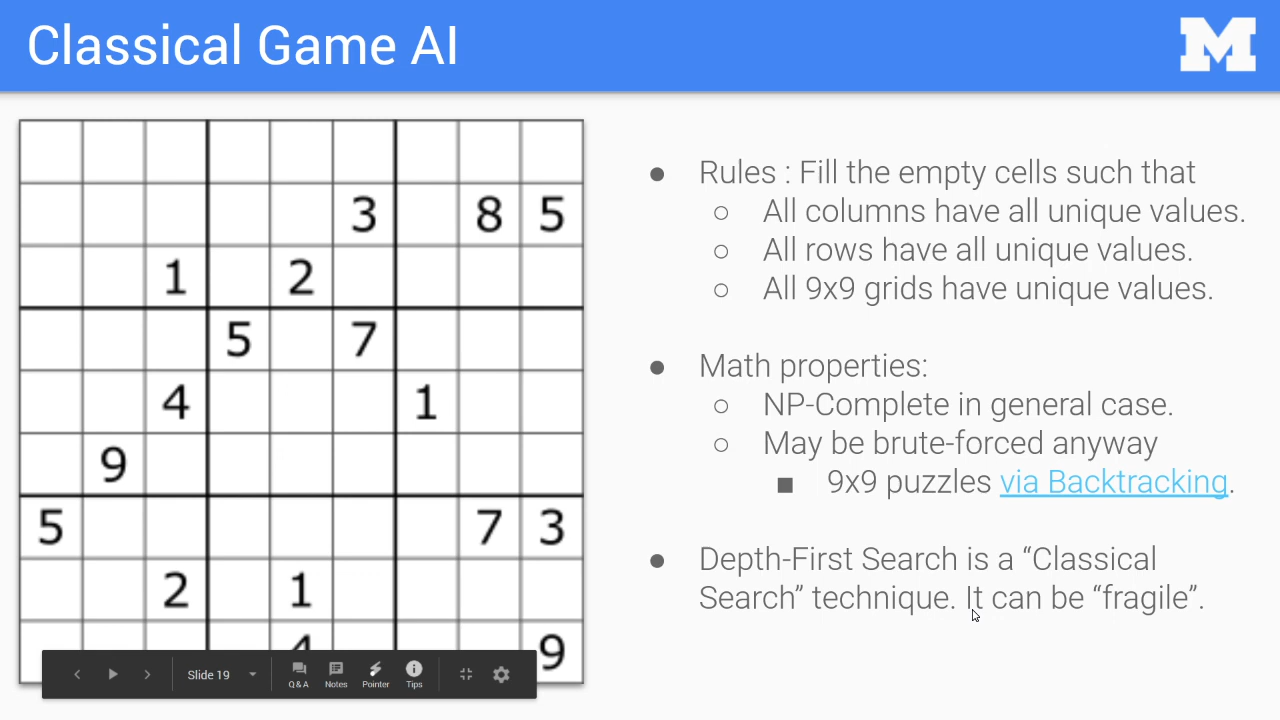 Classical Game AI
M
3 8 5
1 2
5 7
4 1
9
5 7 3
2 1
4 9
● Rules : Fill the empty cells such that
○ All columns have all unique values.
○ All rows have all unique values.
○ All 9x9 grids have unique values.
● Math properties:
○ NP-Complete in general case.
○ May be brute-forced anyway
■ 9x9 puzzles via Backtracking.
● Depth-First Search is a “Classical
Search” technique. It can be “fragile”.
Slide 19
Q & A Notes Pointer Tips